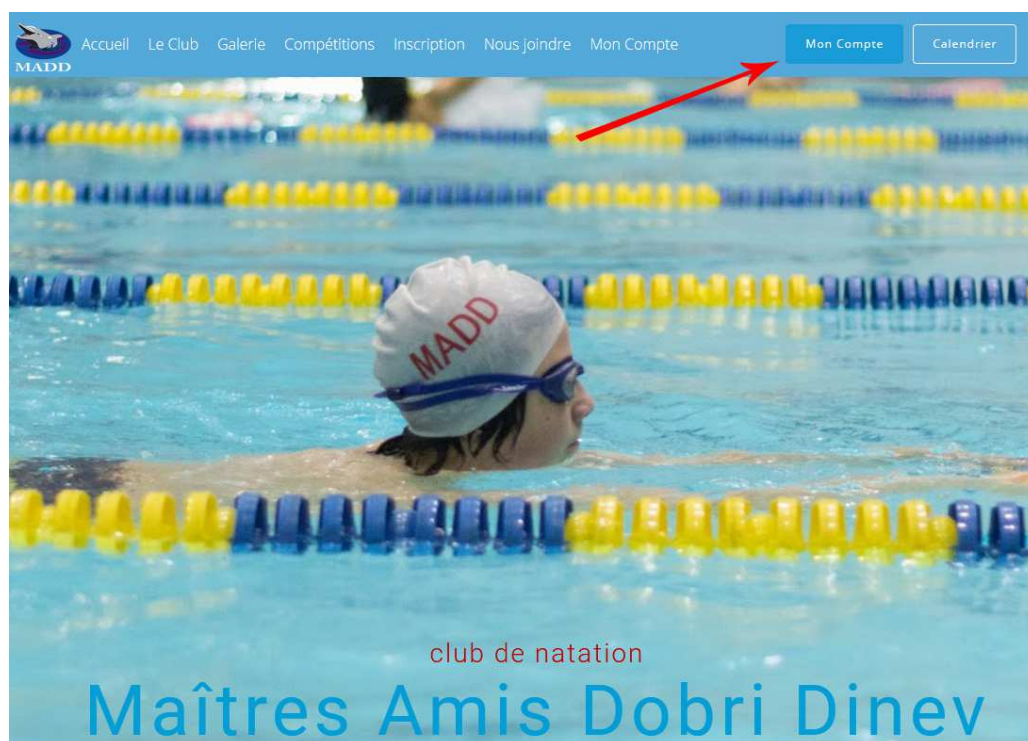 MADD
Accueil Le Club Galerie Compétitions Inscription Nous joindre Mon Compte Mon Compte Calendrier
MADD
club de natation
Maîtres Amis Dobri Dinev